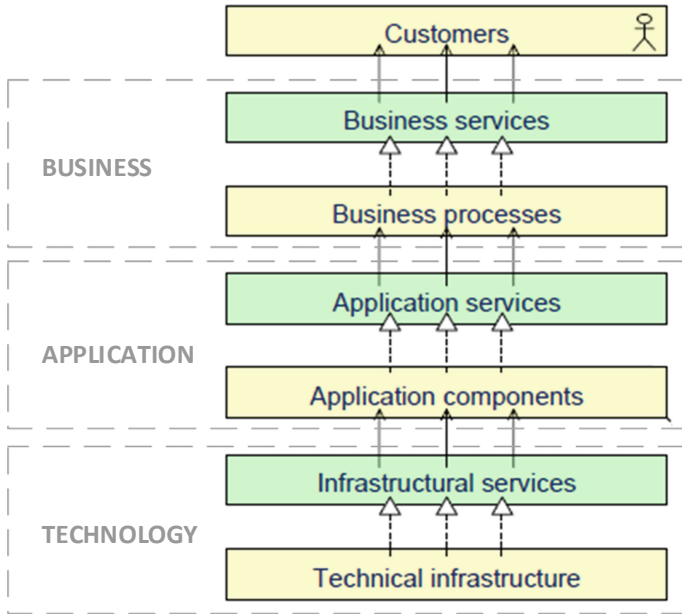 Customers
Business services
BUSINESS
Business processes
Application services
APPLICATION
Application components
Infrastructural services
TECHNOLOGY
Technical infrastructure